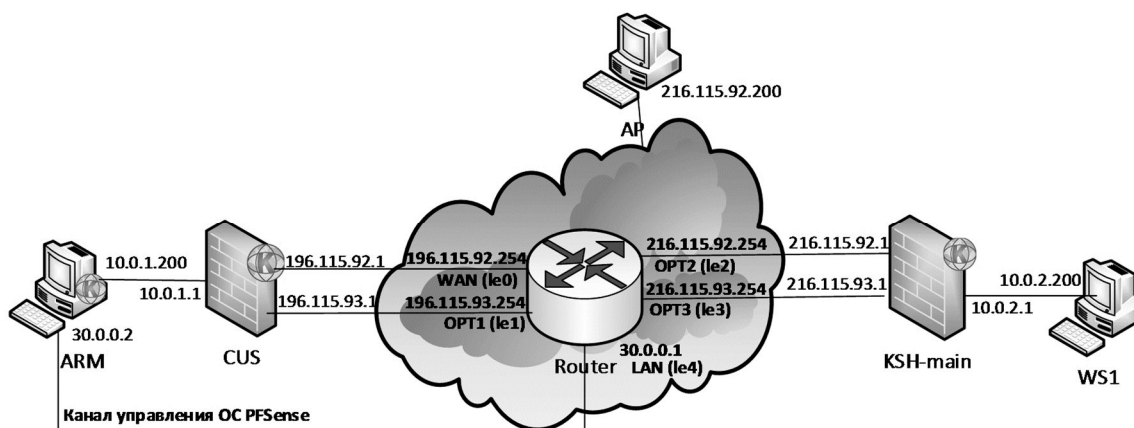 216.115.92.200
AP
10.0.1.200
10.0.1.1
30.0.0.2
ARM
K
K
196.115.92.1
196.115.93.1
CUS
196.115.92.254
WAN (le0)
196.115.93.254
OPT1 (le1)
216.115.92.254
OPT2 (le2)
216.115.93.254
OPT3 (le3)
30.0.0.1
Router
LAN (le4)
216.115.92.1
216.115.93.1
KSH-main
10.0.2.200
10.0.2.1
WS1
Канал управления ОС PFSense